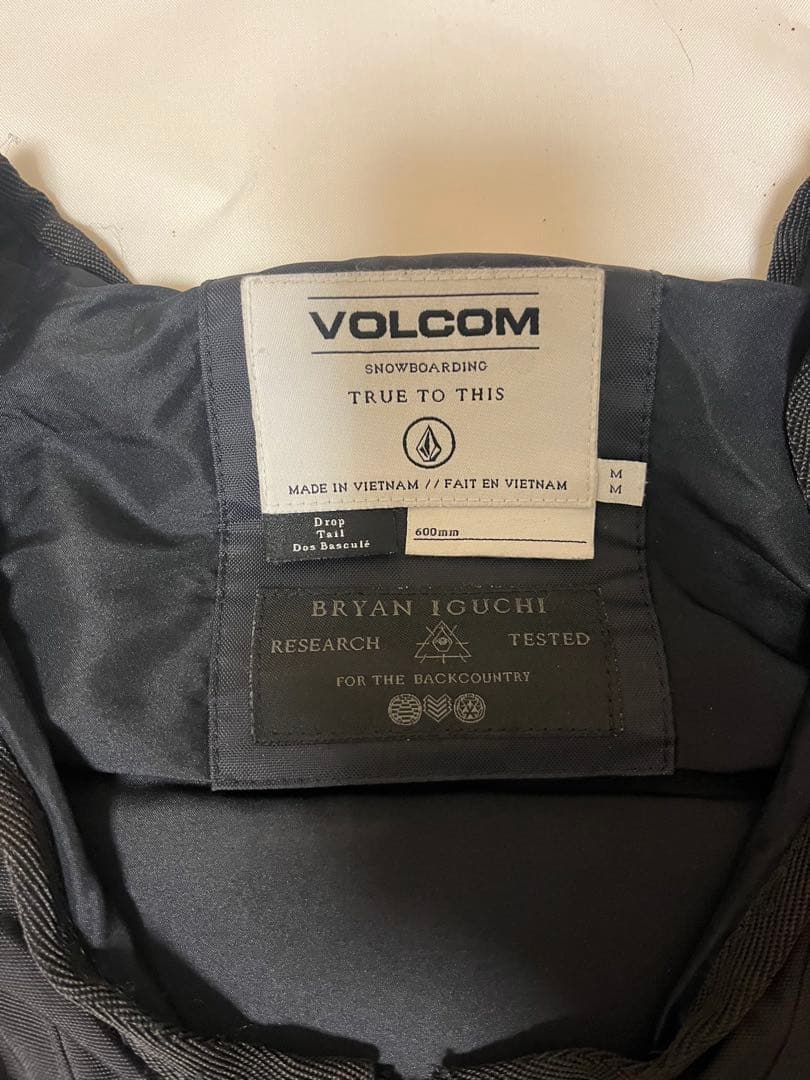 VOLCOM
SNOWBOARDING
TRUE TO THIS
MADE IN VIETNAM // FAIT EN VIETNAM
M
M
Drop
Tail
Dos Basculé
600mm
BRYAN IGUCHI
RESEARCH TESTED
FOR THE BACKCOUNTRY